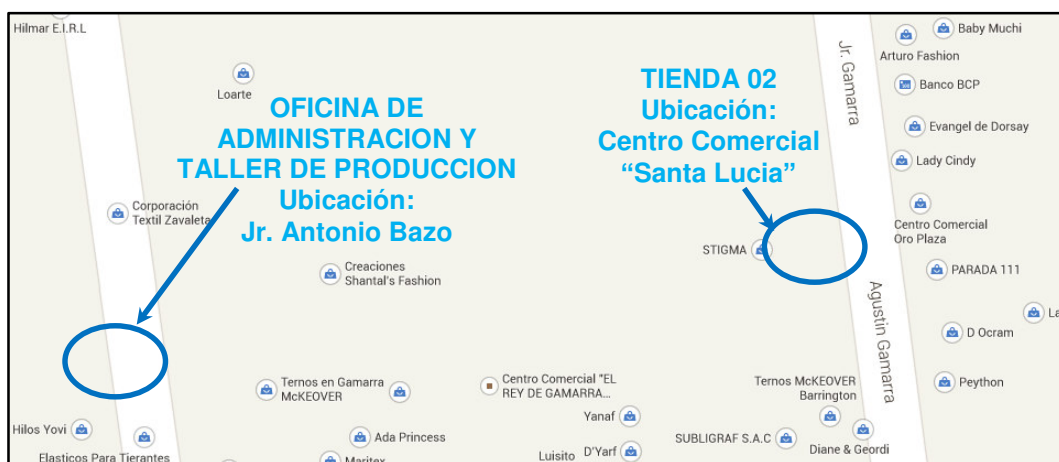 Hilmar E.I.R.L
Loarte
OFICINA DE
ADMINISTRACION Y
TALLER DE PRODUCCION
Ubicación:
Jr. Antonio Bazo
Corporación
Textil Zavaleta
Creaciones
Shantal's Fashion
TIENDA 02
Ubicación:
Centro Comercial
“Santa Lucia”
STIGMA
Jr. Gamarra
Agustin Gamarra
Baby Muchi
Arturo Fashion
Banco BCP
Evangel de Dorsay
Lady Cindy
Centro Comercial
Oro Plaza
PARADA 111
La
D Ocram
Peython
Ternos en Gamarra
McKEOVER
Centro Comercial "EL
REY DE GAMARRA...
Ternos McKEOVER
Barrington
Yanaf
Hilos Yovi
Ada Princess
SUBLIGRAF S.A.C
Diane & Geordi
Elasticos Para Tierantes
Maritex
Luisito
D'Yarf